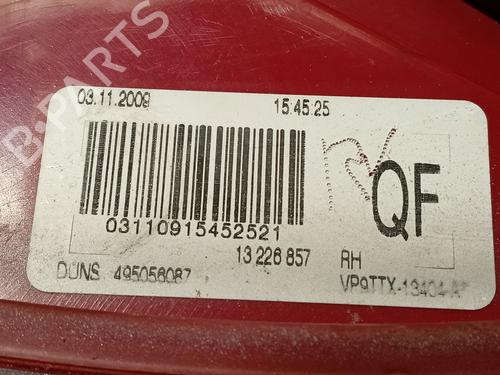 B-PARTS
03.11.2009 15:45:25
QF
03110915452521
13 226 857 RH
DUNS 495056087 VP9TTX-13404-A